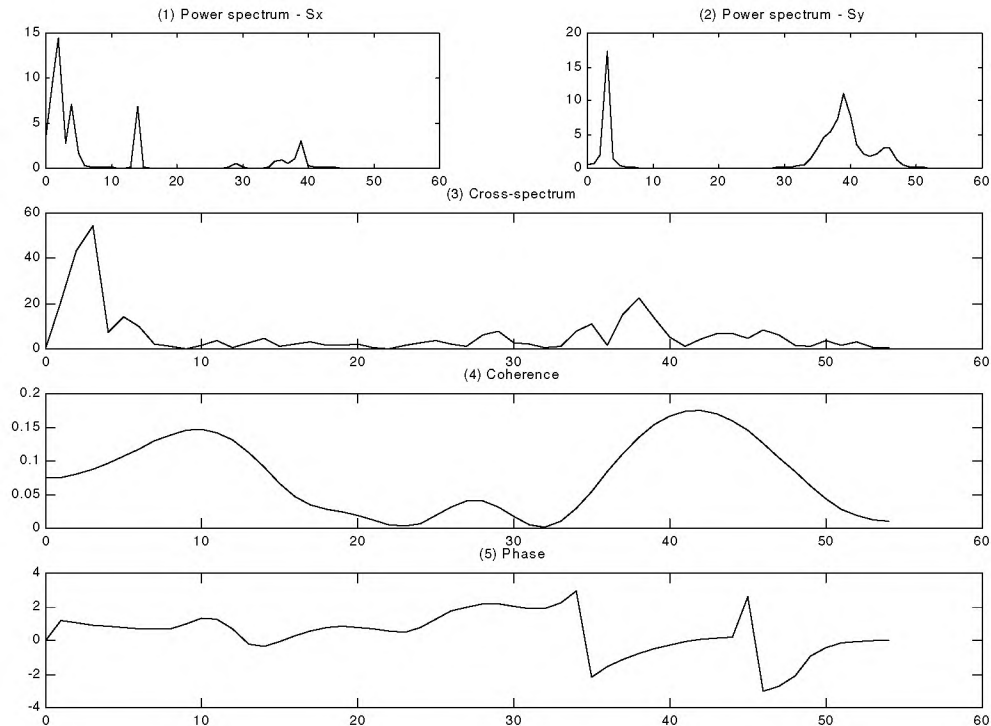 (1) Power spectrum - Sx
(2) Power spectrum - Sy
15
10
5
0
0 10 20 30 40 50 60
20
15
10
5
0
0 10 20 30 40 50 60
(3) Cross-spectrum
60
40
20
0
0 10 20 30 40 50 60
(4) Coherence
0.2
0.15
0.1
0.05
0
0 10 20 30 40 50 60
(5) Phase
4
2
0
-2
-4
0 10 20 30 40 50 60